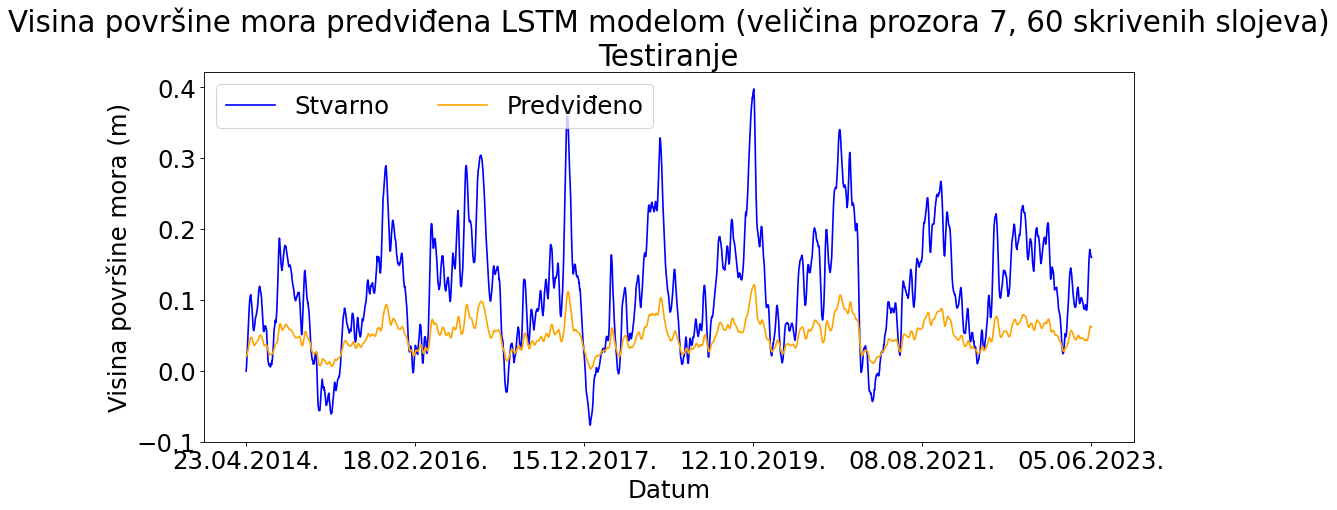 Visina površine mora predviđena LSTM modelom (veličina prozora 7, 60 skrivenih slojeva)
Testiranje
Stvarno Predviđeno
Visina površine mora (m)
0.4
0.3
0.2
0.1
0.0
−0.1
23.04.2014. 18.02.2016. 15.12.2017. 12.10.2019. 08.08.2021. 05.06.2023.
Datum